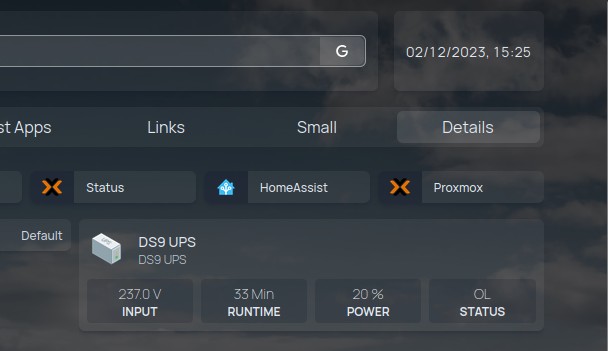 G
02/12/2023, 15:25
st Apps
Links
Small
Details
Status
HomeAssist
Proxmox
Default
DS9 UPS
DS9 UPS
237.0 V
33 Min
20 %
OL
INPUT
RUNTIME
POWER
STATUS